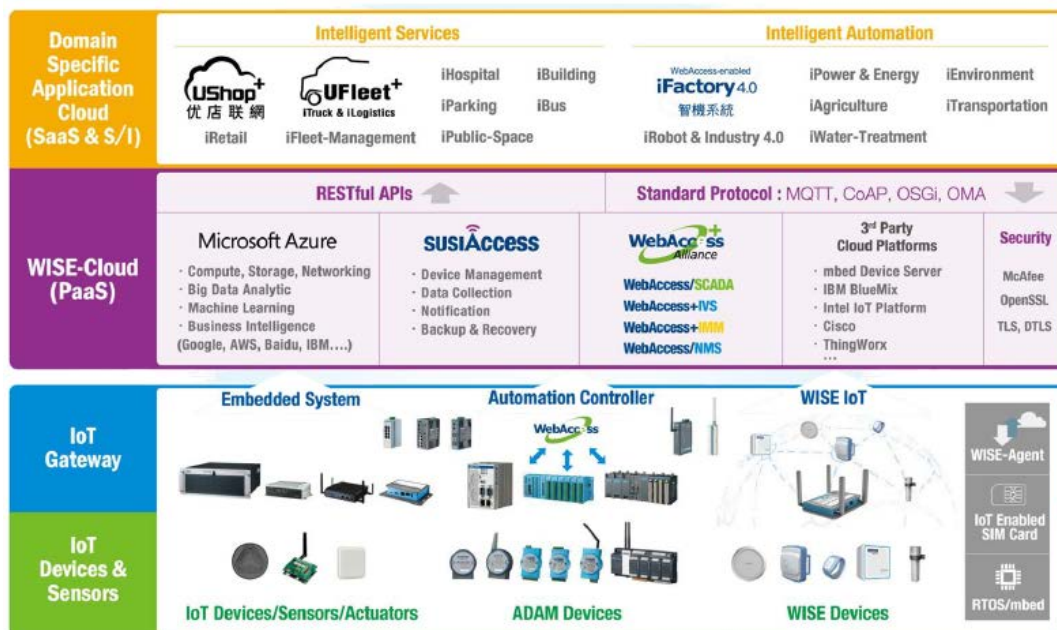 Domain
Specific
Application
Cloud
(SaaS & S/I)
Intelligent Services
UShop+
优店联網
iRetail
UFleet+
iTruck & iLogistics
iFleet-Management
iHospital
iBuilding
iParking
iBus
iPublic-Space
Intelligent Automation
WebAccess-enabled
iFactory 4.0
智機系統
iRobot & Industry 4.0
iPower & Energy
iEnvironment
iAgriculture
iTransportation
iWater-Treatment
WISE-Cloud
(PaaS)
RESTful APIs
Standard Protocol : MQTT, CoAP, OSGi, OMA
Microsoft Azure
· Compute, Storage, Networking
· Big Data Analytic
· Machine Learning
· Business Intelligence
(Google, AWS, Baidu, IBM....)
SUSIAccess
· Device Management
· Data Collection
· Notification
· Backup & Recovery
WebAccess+
Alliance
WebAccess/SCADA
WebAccess+IVS
WebAccess+IMM
WebAccess/NMS
3rd Party
Cloud Platforms
· mbed Device Server
· IBM BlueMix
· Intel IoT Platform
· Cisco
· ThingWorx
...
Security
McAfee
OpenSSL
TLS, DTLS
IoT
Gateway
Embedded System
Automation Controller
WebAccess
WISE IoT
WISE-Agent
IoT Enabled
SIM Card
RTOS/mbed
IoT
Devices &
Sensors
IoT Devices/Sensors/Actuators
ADAM Devices
WISE Devices